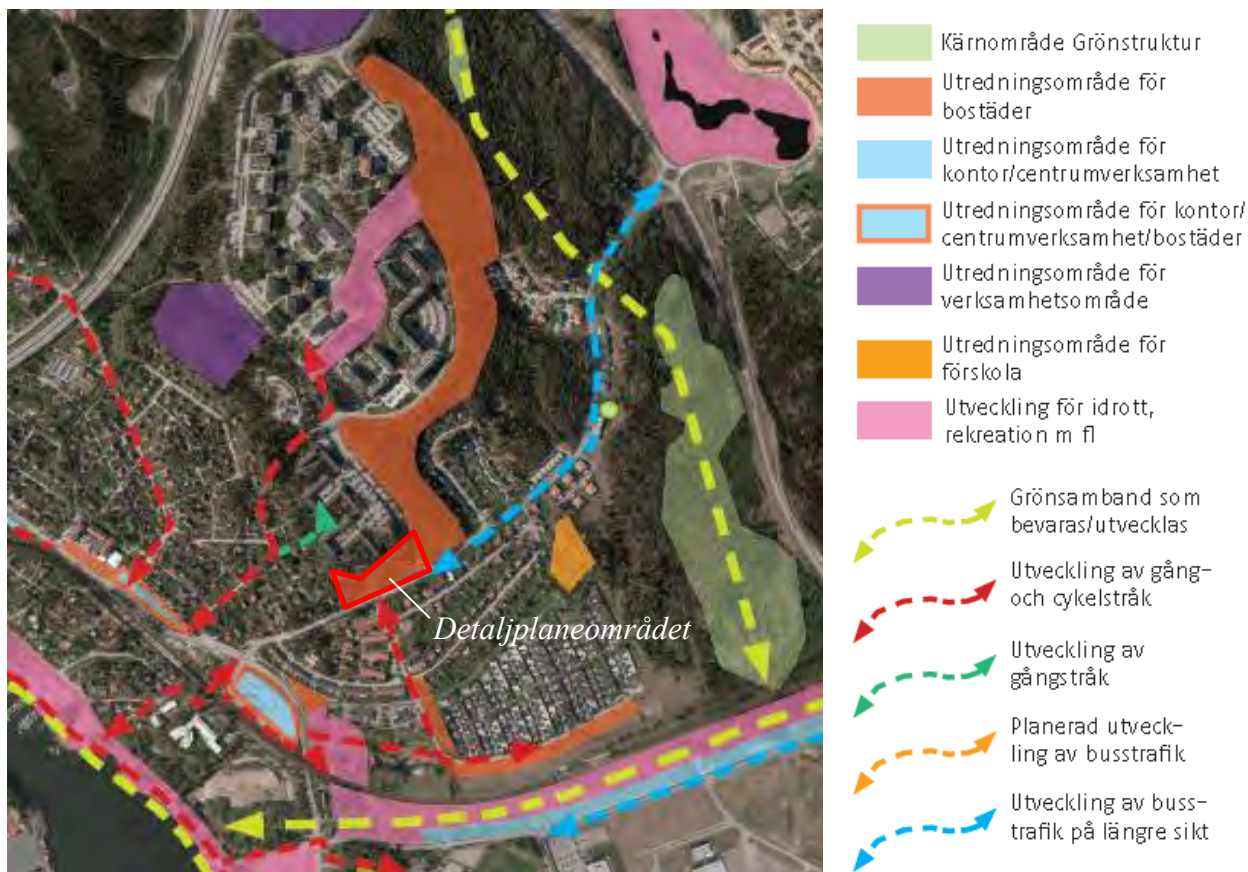 Detaljplaneområdet
Kärnområde Grönstruktur
Utredningsområde för
bostäder
Utredningsområde för
kontor/centrumverksamhet
Utredningsområde för kontor/
centrumverksamhet/bostäder
Utredningsområde för
verksamhetsområde
Utredningsområde för
förskola
Utveckling för idrott,
rekreation m fl
Grönsamband som
bevaras/utvecklas
Utveckling av gång-
och cykelstråk
Utveckling av
gångstråk
Planerad utveck-
ling av busstrafik
Utveckling av buss-
trafik på längre sikt